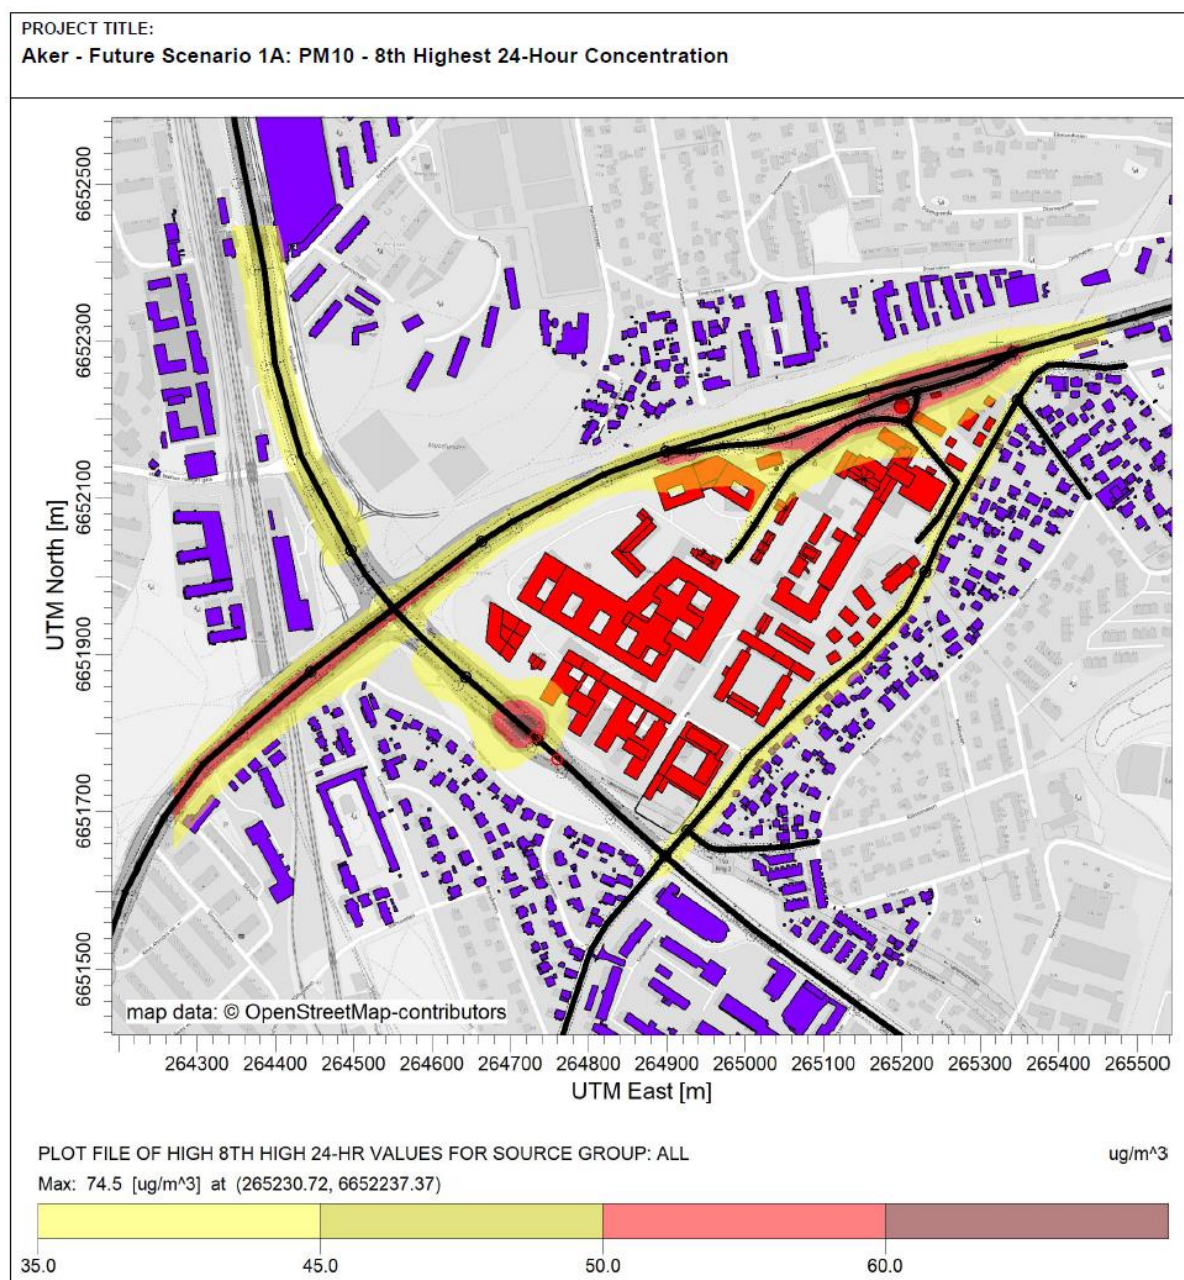 PROJECT TITLE:
Aker - Future Scenario 1A: PM10 - 8th Highest 24-Hour Concentration
UTM North [m]
6652500
6652300
6652100
6651900
6651700
6651500
map data: © OpenStreetMap-contributors
264300 264400 264500 264600 264700 264800 264900 265000 265100 265200 265300 265400 265500
UTM East [m]
PLOT FILE OF HIGH 8TH HIGH 24-HR VALUES FOR SOURCE GROUP: ALL ug/m^3
Max: 74.5 [ug/m^3] at (265230.72, 6652237.37)
35.0 45.0 50.0 60.0